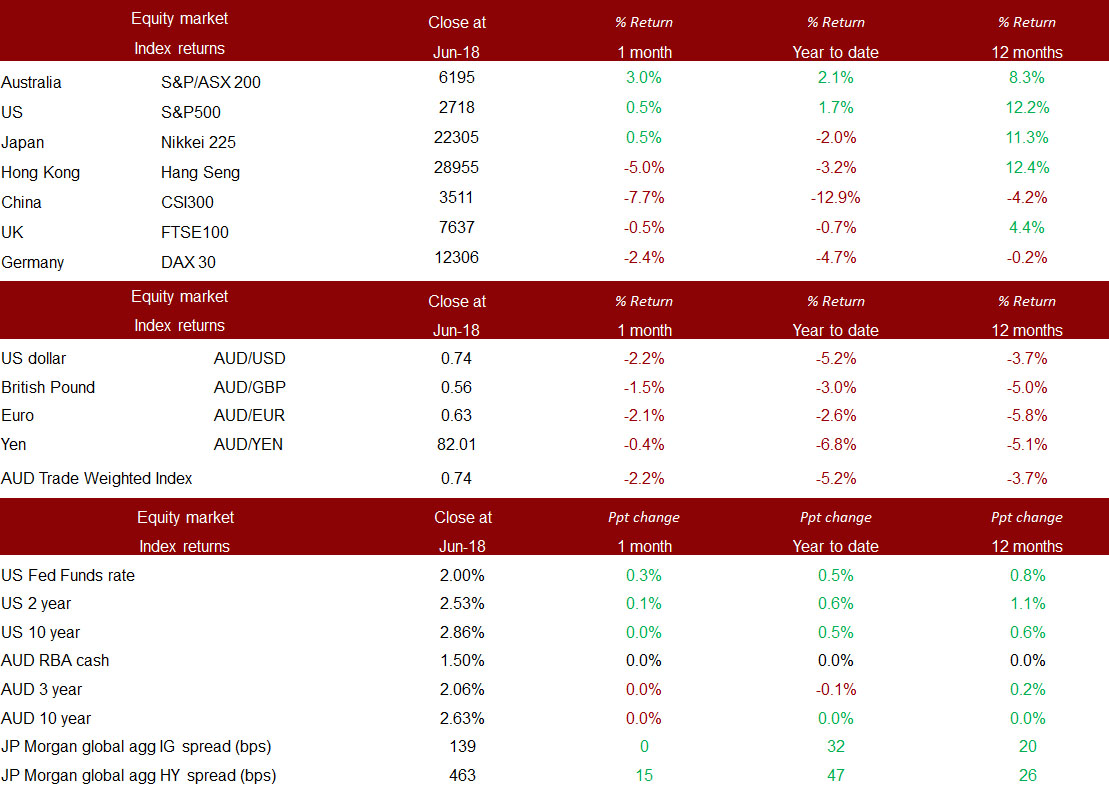 Equity market Close at % Return % Return % Return
Index returns Jun-18 1 month Year to date 12 months
Australia S&P/ASX 200 6195 3.0% 2.1% 8.3%
US S&P500 2718 0.5% 1.7% 12.2%
Japan Nikkei 225 22305 0.5% -2.0% 11.3%
Hong Kong Hang Seng 28955 -5.0% -3.2% 12.4%
China CSI300 3511 -7.7% -12.9% -4.2%
UK FTSE100 7637 -0.5% -0.7% 4.4%
Germany DAX 30 12306 -2.4% -4.7% -0.2%
Equity market Close at % Return % Return % Return
Index returns Jun-18 1 month Year to date 12 months
US dollar AUD/USD 0.74 -2.2% -5.2% -3.7%
British Pound AUD/GBP 0.56 -1.5% -3.0% -5.0%
Euro AUD/EUR 0.63 -2.1% -2.6% -5.8%
Yen AUD/YEN 82.01 -0.4% -6.8% -5.1%
AUD Trade Weighted Index 0.74 -2.2% -5.2% -3.7%
Equity market Close at Ppt change Ppt change Ppt change
Index returns Jun-18 1 month Year to date 12 months
US Fed Funds rate 2.00% 0.3% 0.5% 0.8%
US 2 year 2.53% 0.1% 0.6% 1.1%
US 10 year 2.86% 0.0% 0.5% 0.6%
AUD RBA cash 1.50% 0.0% 0.0% 0.0%
AUD 3 year 2.06% 0.0% -0.1% 0.2%
AUD 10 year 2.63% 0.0% 0.0% 0.0%
JP Morgan global agg IG spread (bps) 139 0 32 20
JP Morgan global agg HY spread (bps) 463 15 47 26